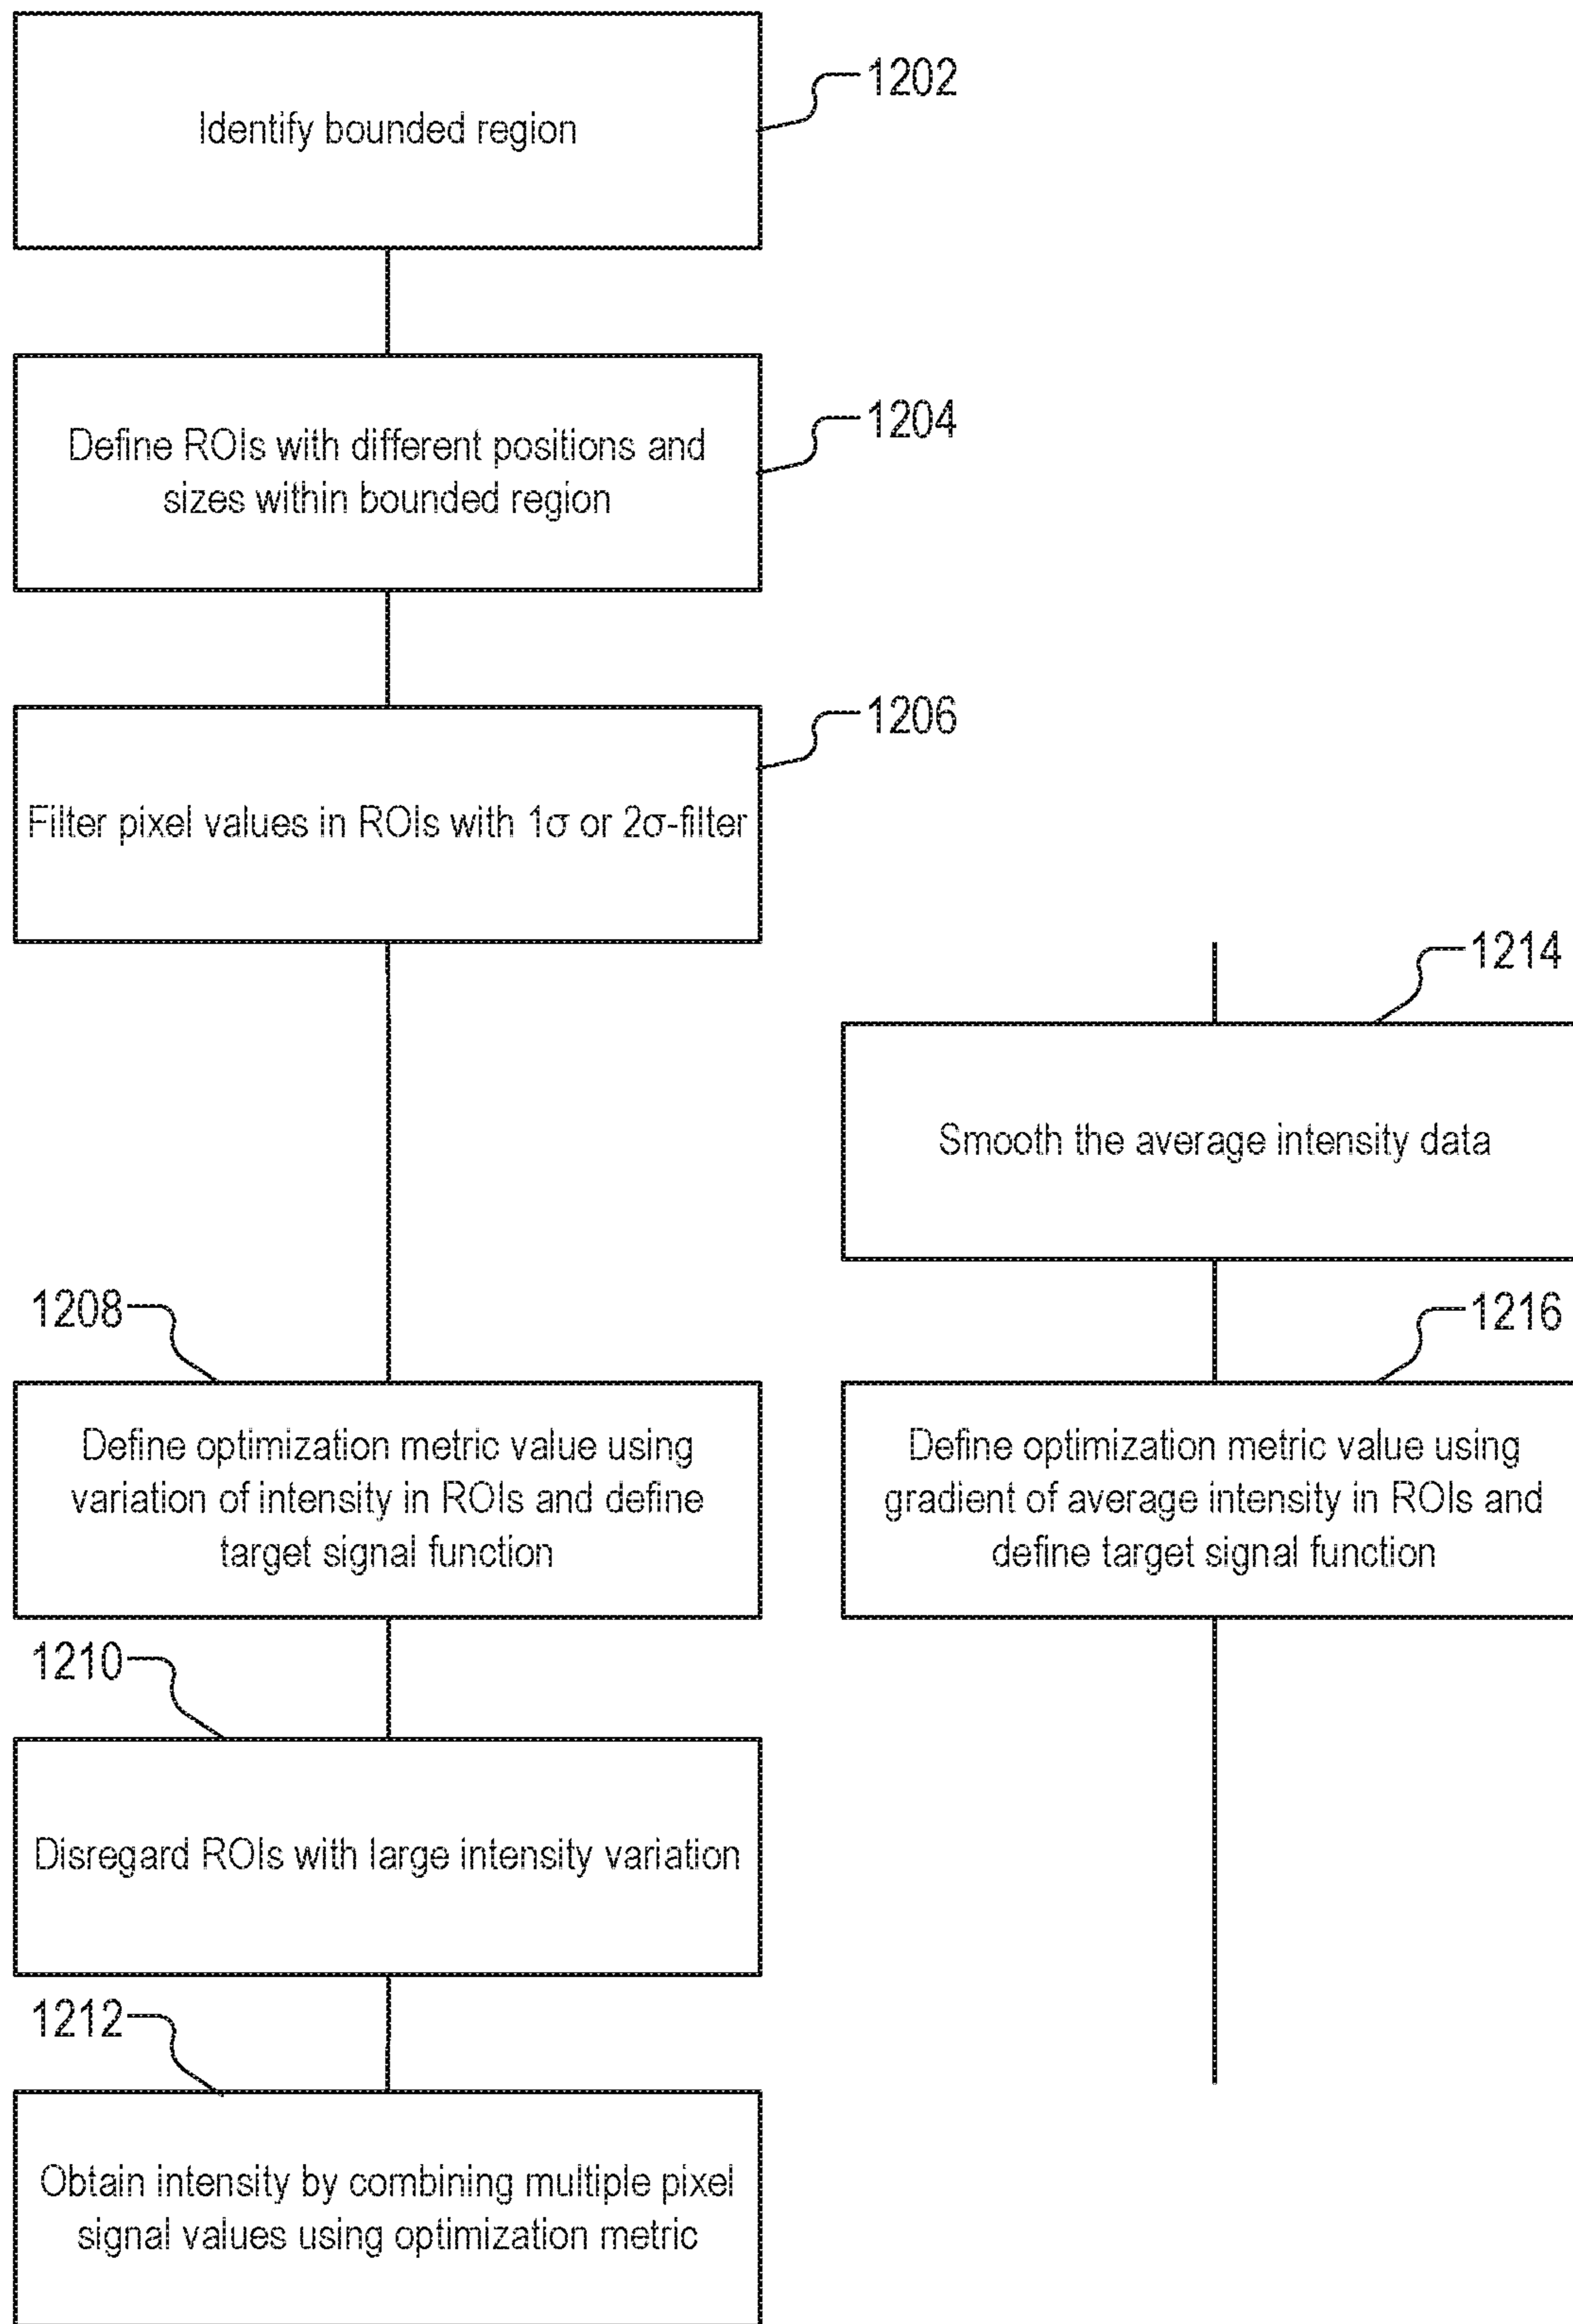 Identify bounded region
1202
Define ROIs with different positions and
sizes within bounded region
1204
Filter pixel values in ROIs with 1σ or 2σ-filter
1206
1214
Smooth the average intensity data
1208
1216
Define optimization metric value using
variation of intensity in ROIs and define
target signal function
Define optimization metric value using
gradient of average intensity in ROIs and
define target signal function
1210
Disregard ROIs with large intensity variation
1212
Obtain intensity by combining multiple pixel
signal values using optimization metric